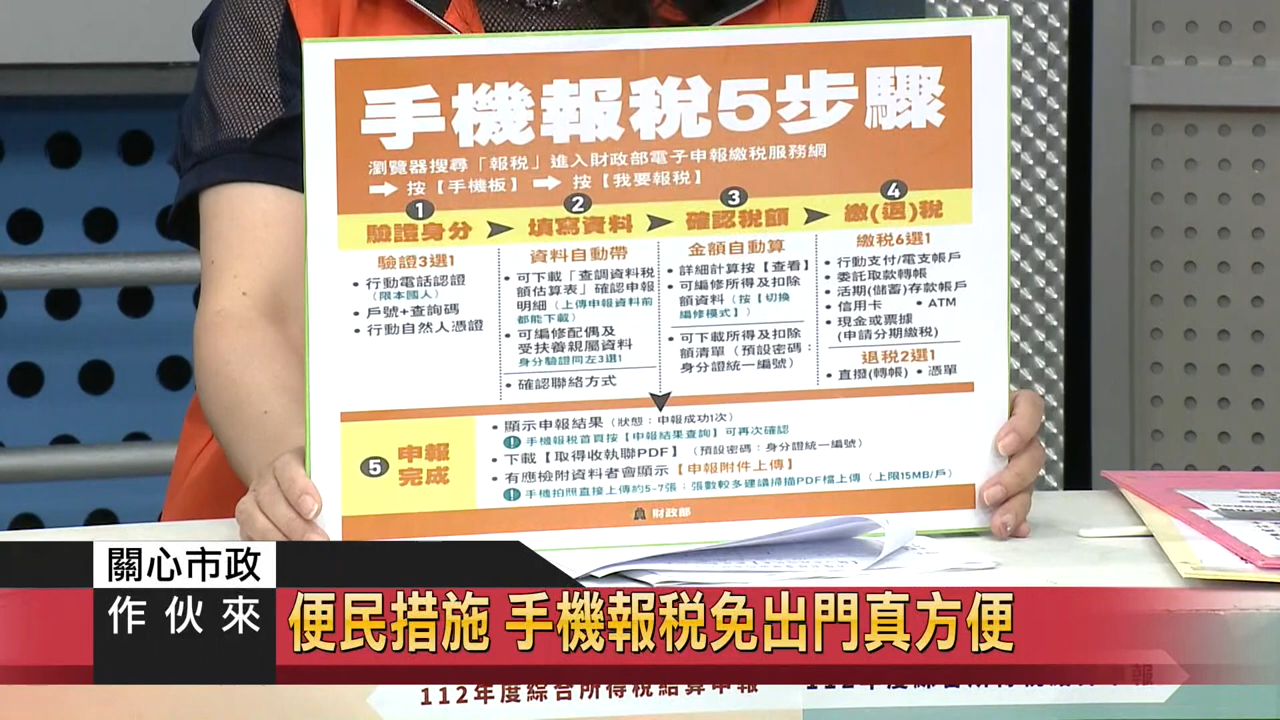 手機報稅5步驟
瀏覽器搜尋「報稅」進入財政部電子申報繳稅服務網
按【手機板】 按【我要報稅】
1 驗證身分
驗證3選1
• 行動電話認證
(限本國人)
• 戶號+查詢碼
• 行動自然人憑證
2 填寫資料
資料自動帶
• 可下載「查調資料稅
額估算表」確認申報
明細(上傳申報資料前
都能下載)
• 可編修配偶及
受扶養親屬資料
身分驗證同左3選1
• 確認聯絡方式
3 確認稅額
金額自動算
• 詳細計算按【查看】
• 可編修所得及扣除
額資料(按【切換
編修模式】)
• 可下載所得及扣除
額清單(預設密碼:
身分證統一編號)
4 繳(退)稅
繳稅6選1
• 行動支付/電支帳戶
• 委託取款轉帳
• 活期(儲蓄)存款帳戶
• 信用卡 • ATM
• 現金或票據
(申請分期繳稅)
退稅2選1
• 直撥(轉帳) • 憑單
5 申報
完成
• 顯示申報結果(狀態:申報成功1次)
! 手機報稅首頁按【申報結果查詢】可再次確認
• 下載【取得收執聯PDF】(預設密碼:身分證統一編號)
• 有應檢附資料者會顯示【申報附件上傳】
! 手機拍照直接上傳約5-7張;張數較多建議掃描PDF檔上傳(上限15MB/戶)
財政部
關心市政
作伙來
便民措施 手機報稅免出門真方便
112年度綜合所得稅結算申報